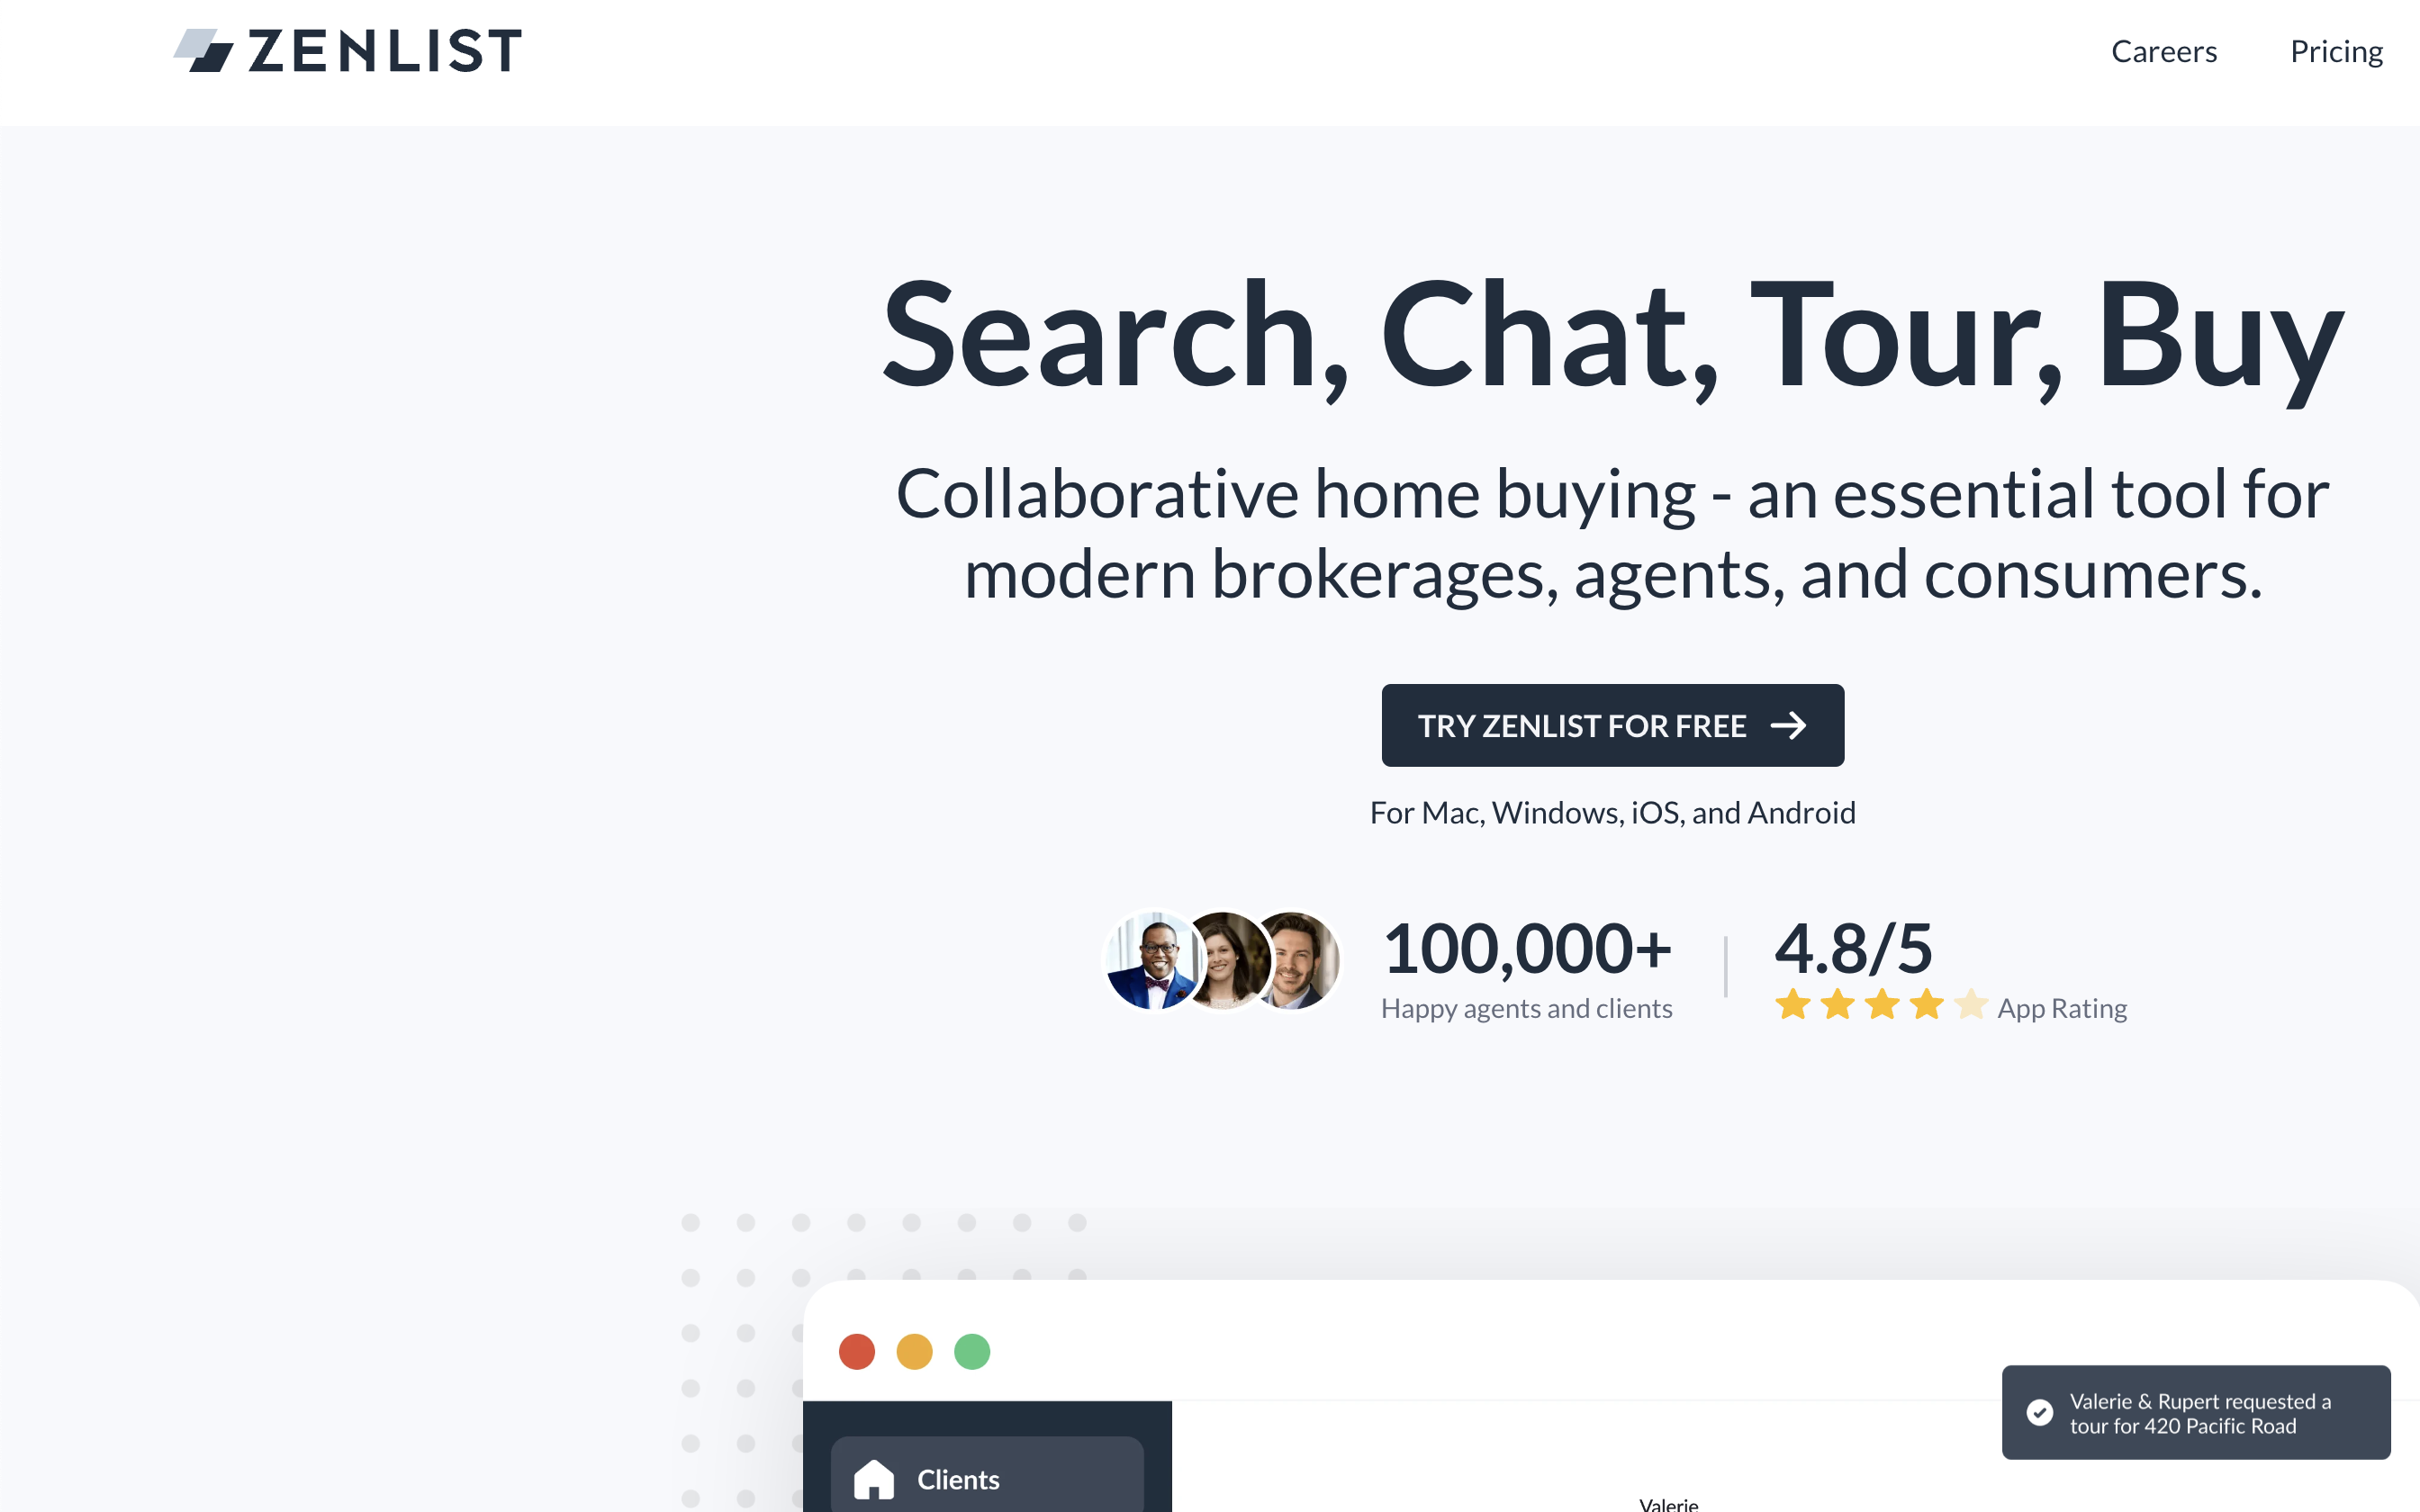 ZENLIST
Careers
Pricing
Search, Chat, Tour, Buy
Collaborative home buying - an essential tool for
modern brokerages, agents, and consumers.
TRY ZENLIST FOR FREE
For Mac, Windows, iOS, and Android
100,000+
Happy agents and clients
4.8/5
App Rating
Valerie & Rupert requested a
tour for 420 Pacific Road
Clients
Valerie